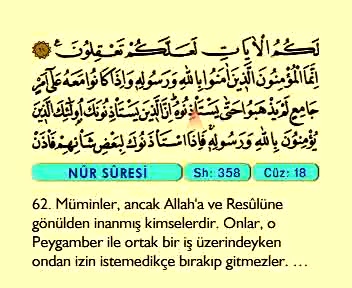 لَكُمُ الْاٰيَاتِ لَعَلَّكُمْ تَعْقِلُونَ ﴿٦١﴾
اِنَّمَا الْمُؤْمِنُونَ الَّذ۪ينَ اٰمَنُوا بِاللّٰهِ وَرَسُولِه۪ وَاِذَا كَانُوا مَعَهُ عَلٰٓى اَمْرٍ
جَامِعٍ لَمْ يَذْهَبُوا حَتّٰى يَسْتَأْذِنُوهُۜ اِنَّ الَّذ۪ينَ يَسْتَأْذِنُونَكَ اُو۬لٰٓئِكَ الَّذ۪ينَ
يُؤْمِنُونَ بِاللّٰهِ وَرَسُولِه۪ۚ فَاِذَا اسْتَأْذَنُوكَ لِبَعْضِ شَأْنِهِمْ فَأْذَنْ
NÛR SÛRESİ Sh: 358 Cüz: 18
62. Müminler, ancak Allah'a ve Resûlüne
gönülden inanmış kimselerdir. Onlar, o
Peygamber ile ortak bir iş üzerindeyken
ondan izin istemedikçe bırakıp gitmezler. ...